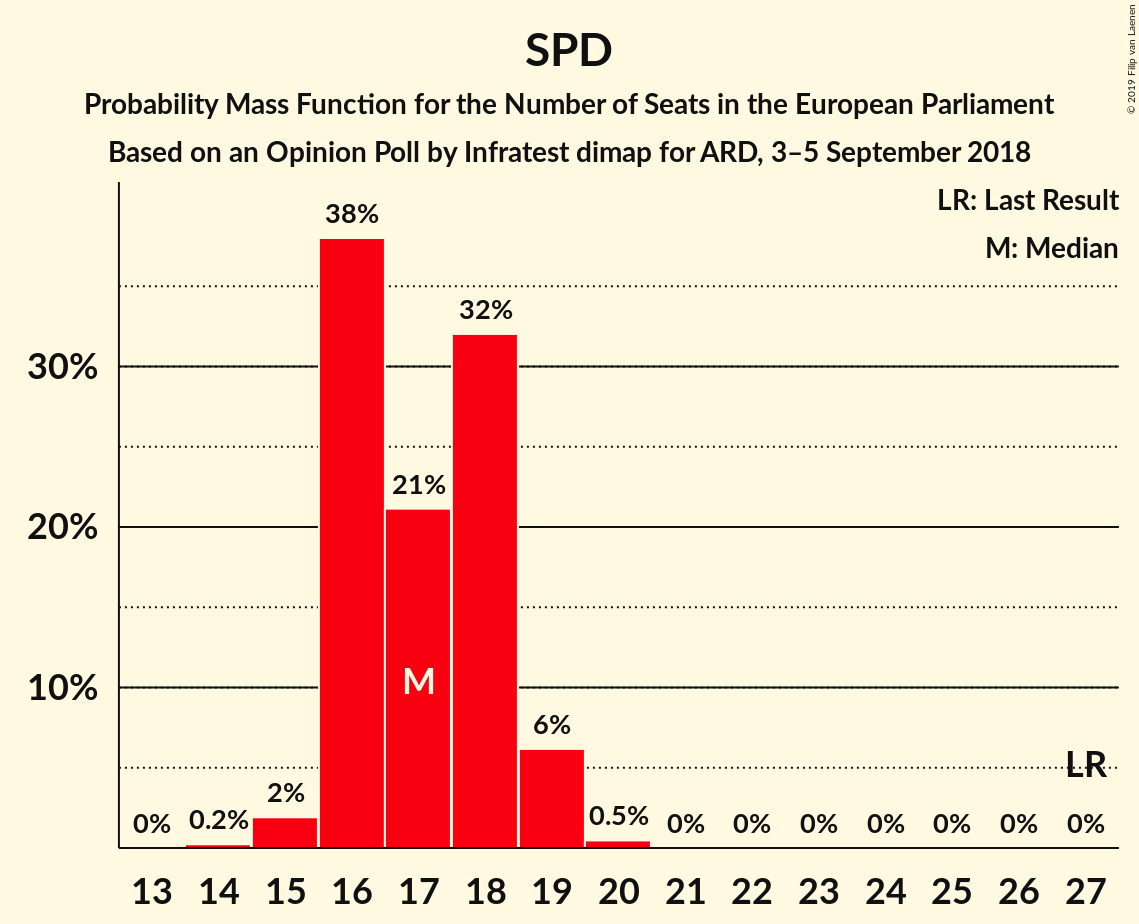 SPD
Probability Mass Function for the Number of Seats in the European Parliament
Based on an Opinion Poll by Infratest dimap for ARD, 3–5 September 2018
© 2019 Filip van Laenen
LR: Last Result
M: Median
38%
32%
30%
21%
20%
10%
M
6%
LR
0% 0.2% 2% 0.5% 0% 0% 0% 0% 0% 0% 0%
13 14 15 16 17 18 19 20 21 22 23 24 25 26 27